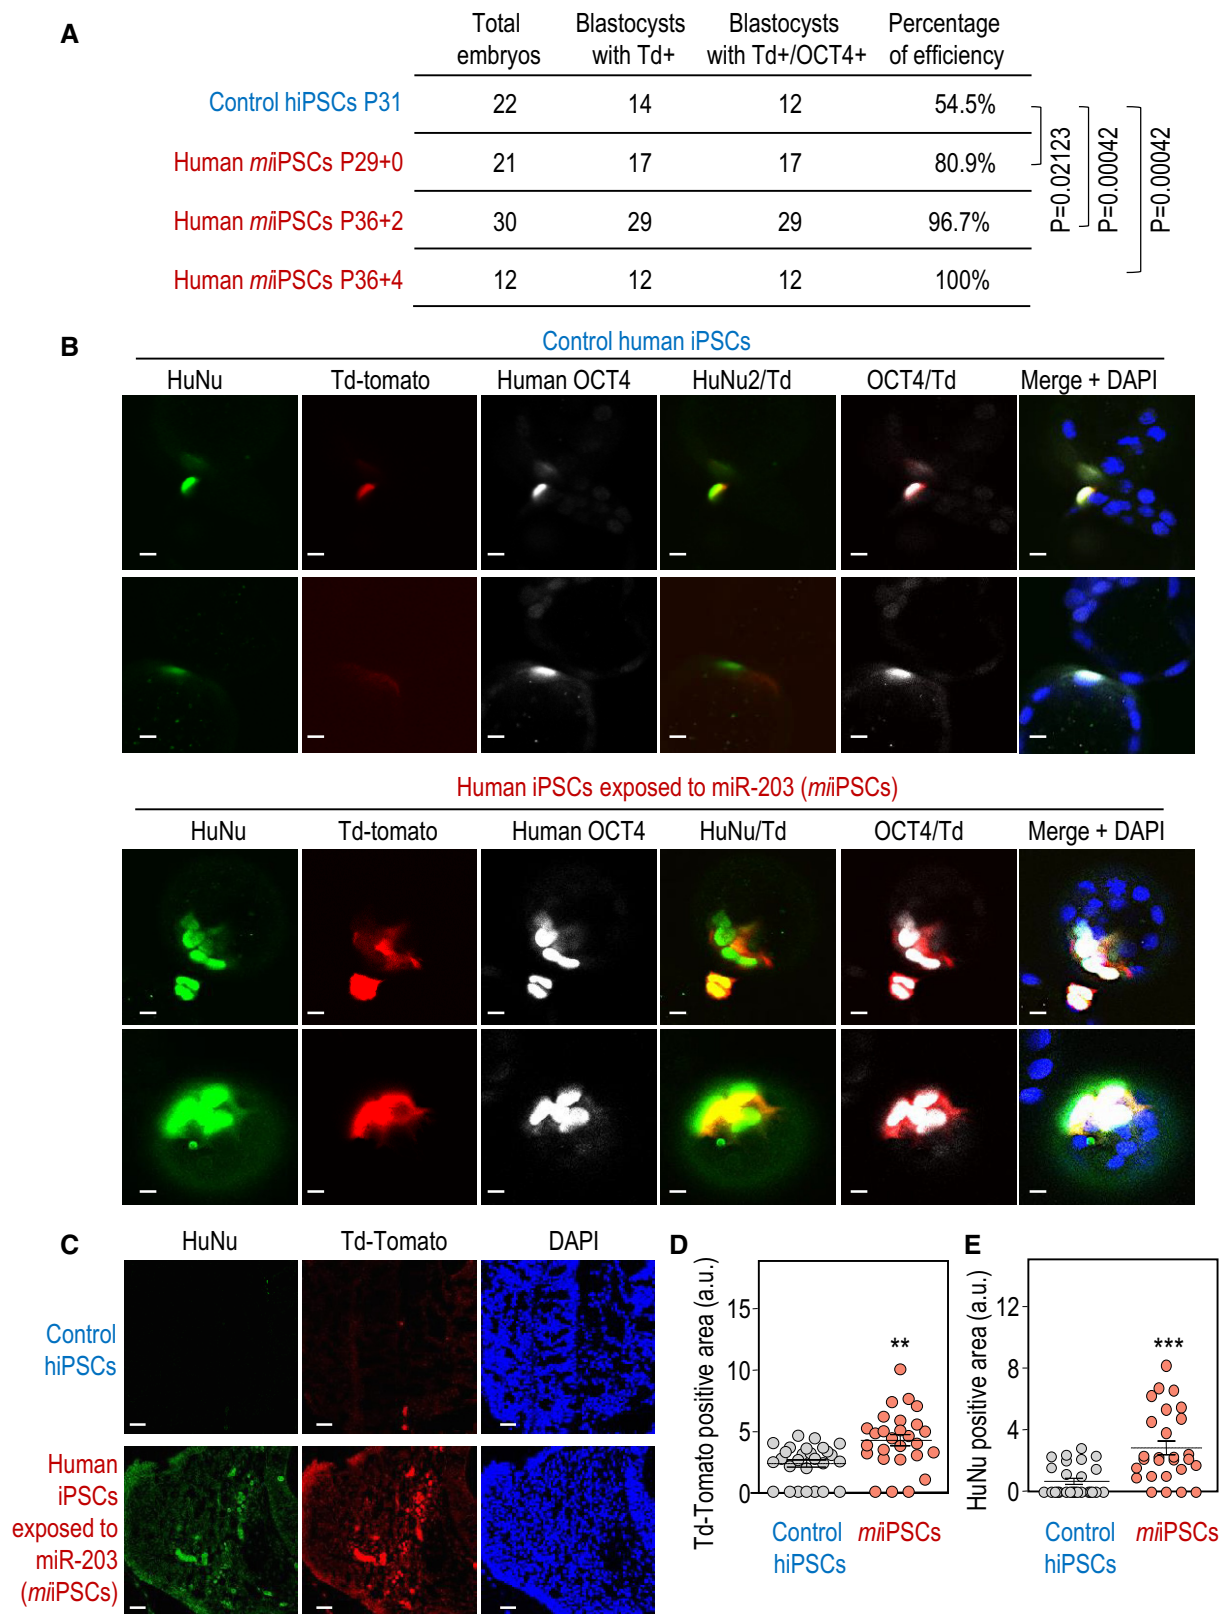 A
Total embryos
Blastocysts with Td+
Blastocysts with Td+/OCT4+
Percentage of efficiency
Control hiPSCs P31 22 14 12 54.5%
Human miiPSCs P29+0 21 17 17 80.9%
Human miiPSCs P36+2 30 29 29 96.7%
Human miiPSCs P36+4 12 12 12 100%
P=0.02123
P=0.00042
P=0.00042
B
Control human iPSCs
HuNu Td-tomato Human OCT4 HuNu2/Td OCT4/Td Merge + DAPI
Human iPSCs exposed to miR-203 (miiPSCs)
HuNu Td-tomato Human OCT4 HuNu/Td OCT4/Td Merge + DAPI
C
HuNu Td-Tomato DAPI
Control
hiPSCs
Human
iPSCs
exposed to
miR-203
(miiPSCs)
D
Td-Tomato positive area (a.u.)
15
10
5
0
**
Control
hiPSCs
miiPSCs
E
HuNu positive area (a.u.)
12
8
4
0
***
Control
hiPSCs
miiPSCs